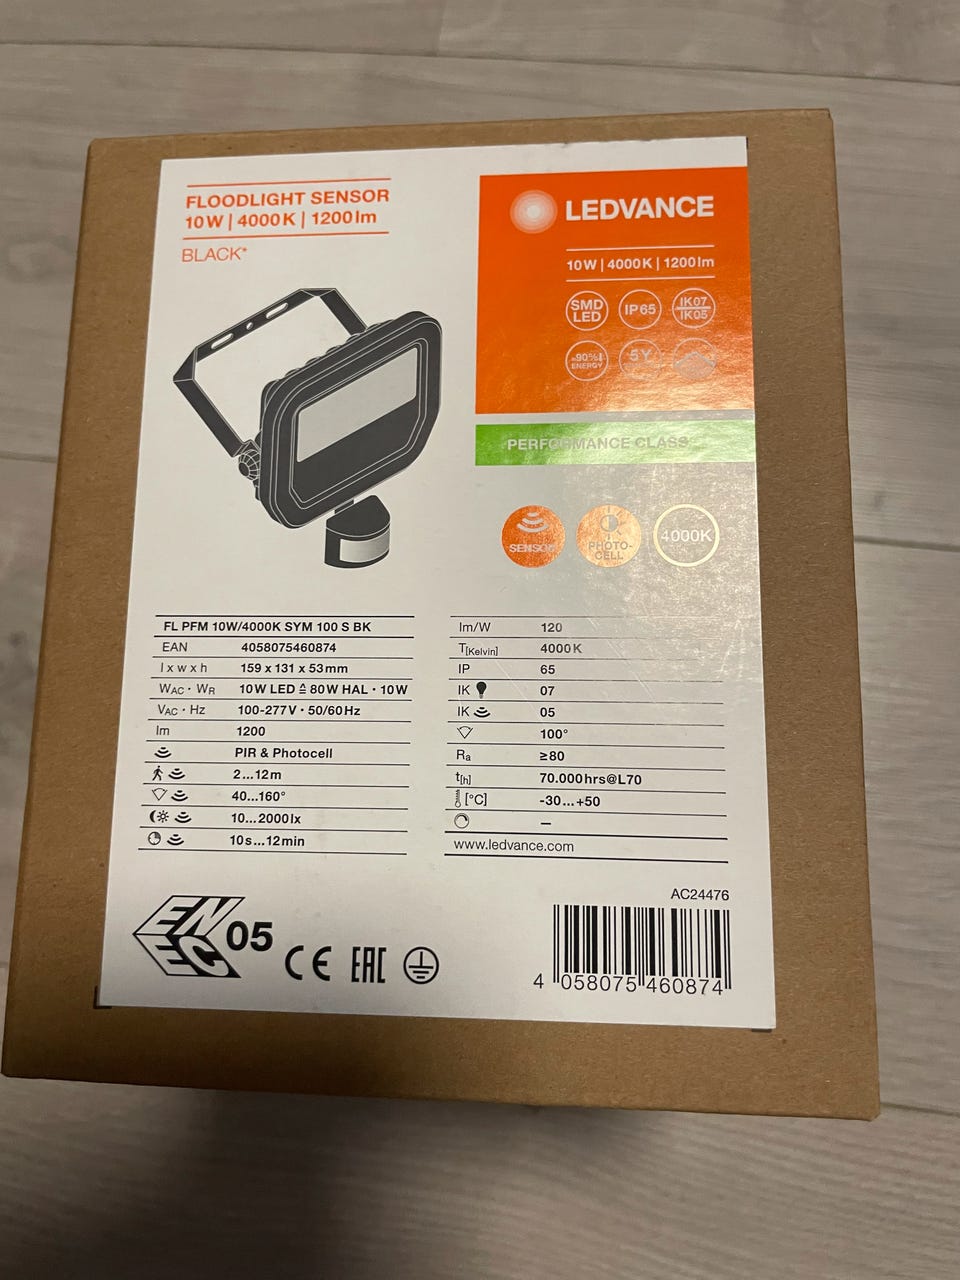 FLOODLIGHT SENSOR
10W | 4000K | 1200lm
BLACK*
LEDVANCE
10W | 4000K | 1200lm
SMD
LED
IP65
IK07
IK05
-90%
ENERGY
5Y
PERFORMANCE CLASS
SENSOR
PHOTO-
CELL
4000K
FL PFM 10W/4000K SYM 100 S BK
EAN 4058075460874
l x w x h 159 x 131 x 53mm
WAC · WR 10W LED ≙ 80W HAL · 10W
VAC · Hz 100-277V · 50/60Hz
lm 1200
PIR & Photocell
2...12m
40...160°
10...2000lx
10s...12min
lm/W 120
T[Kelvin] 4000K
IP 65
IK 07
IK 05
100°
Ra ≥80
t[h] 70.000hrs@L70
[°C] -30...+50
–
www.ledvance.com
AC24476
ENEC 05 CE EAC
4 058075 460874